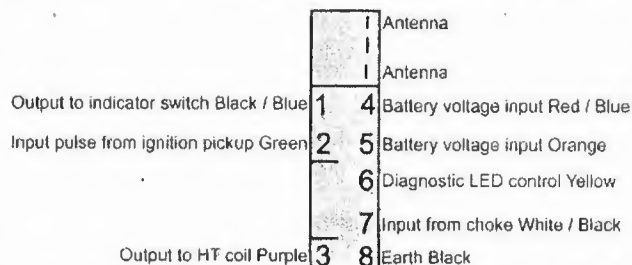 Antenna
Antenna
Output to indicator switch Black / Blue 1 4 Battery voltage input Red / Blue
Input pulse from ignition pickup Green 2 5 Battery voltage input Orange
6 Diagnostic LED control Yellow
7 Input from choke White / Black
Output to HT coil Purple 3 8 Earth Black